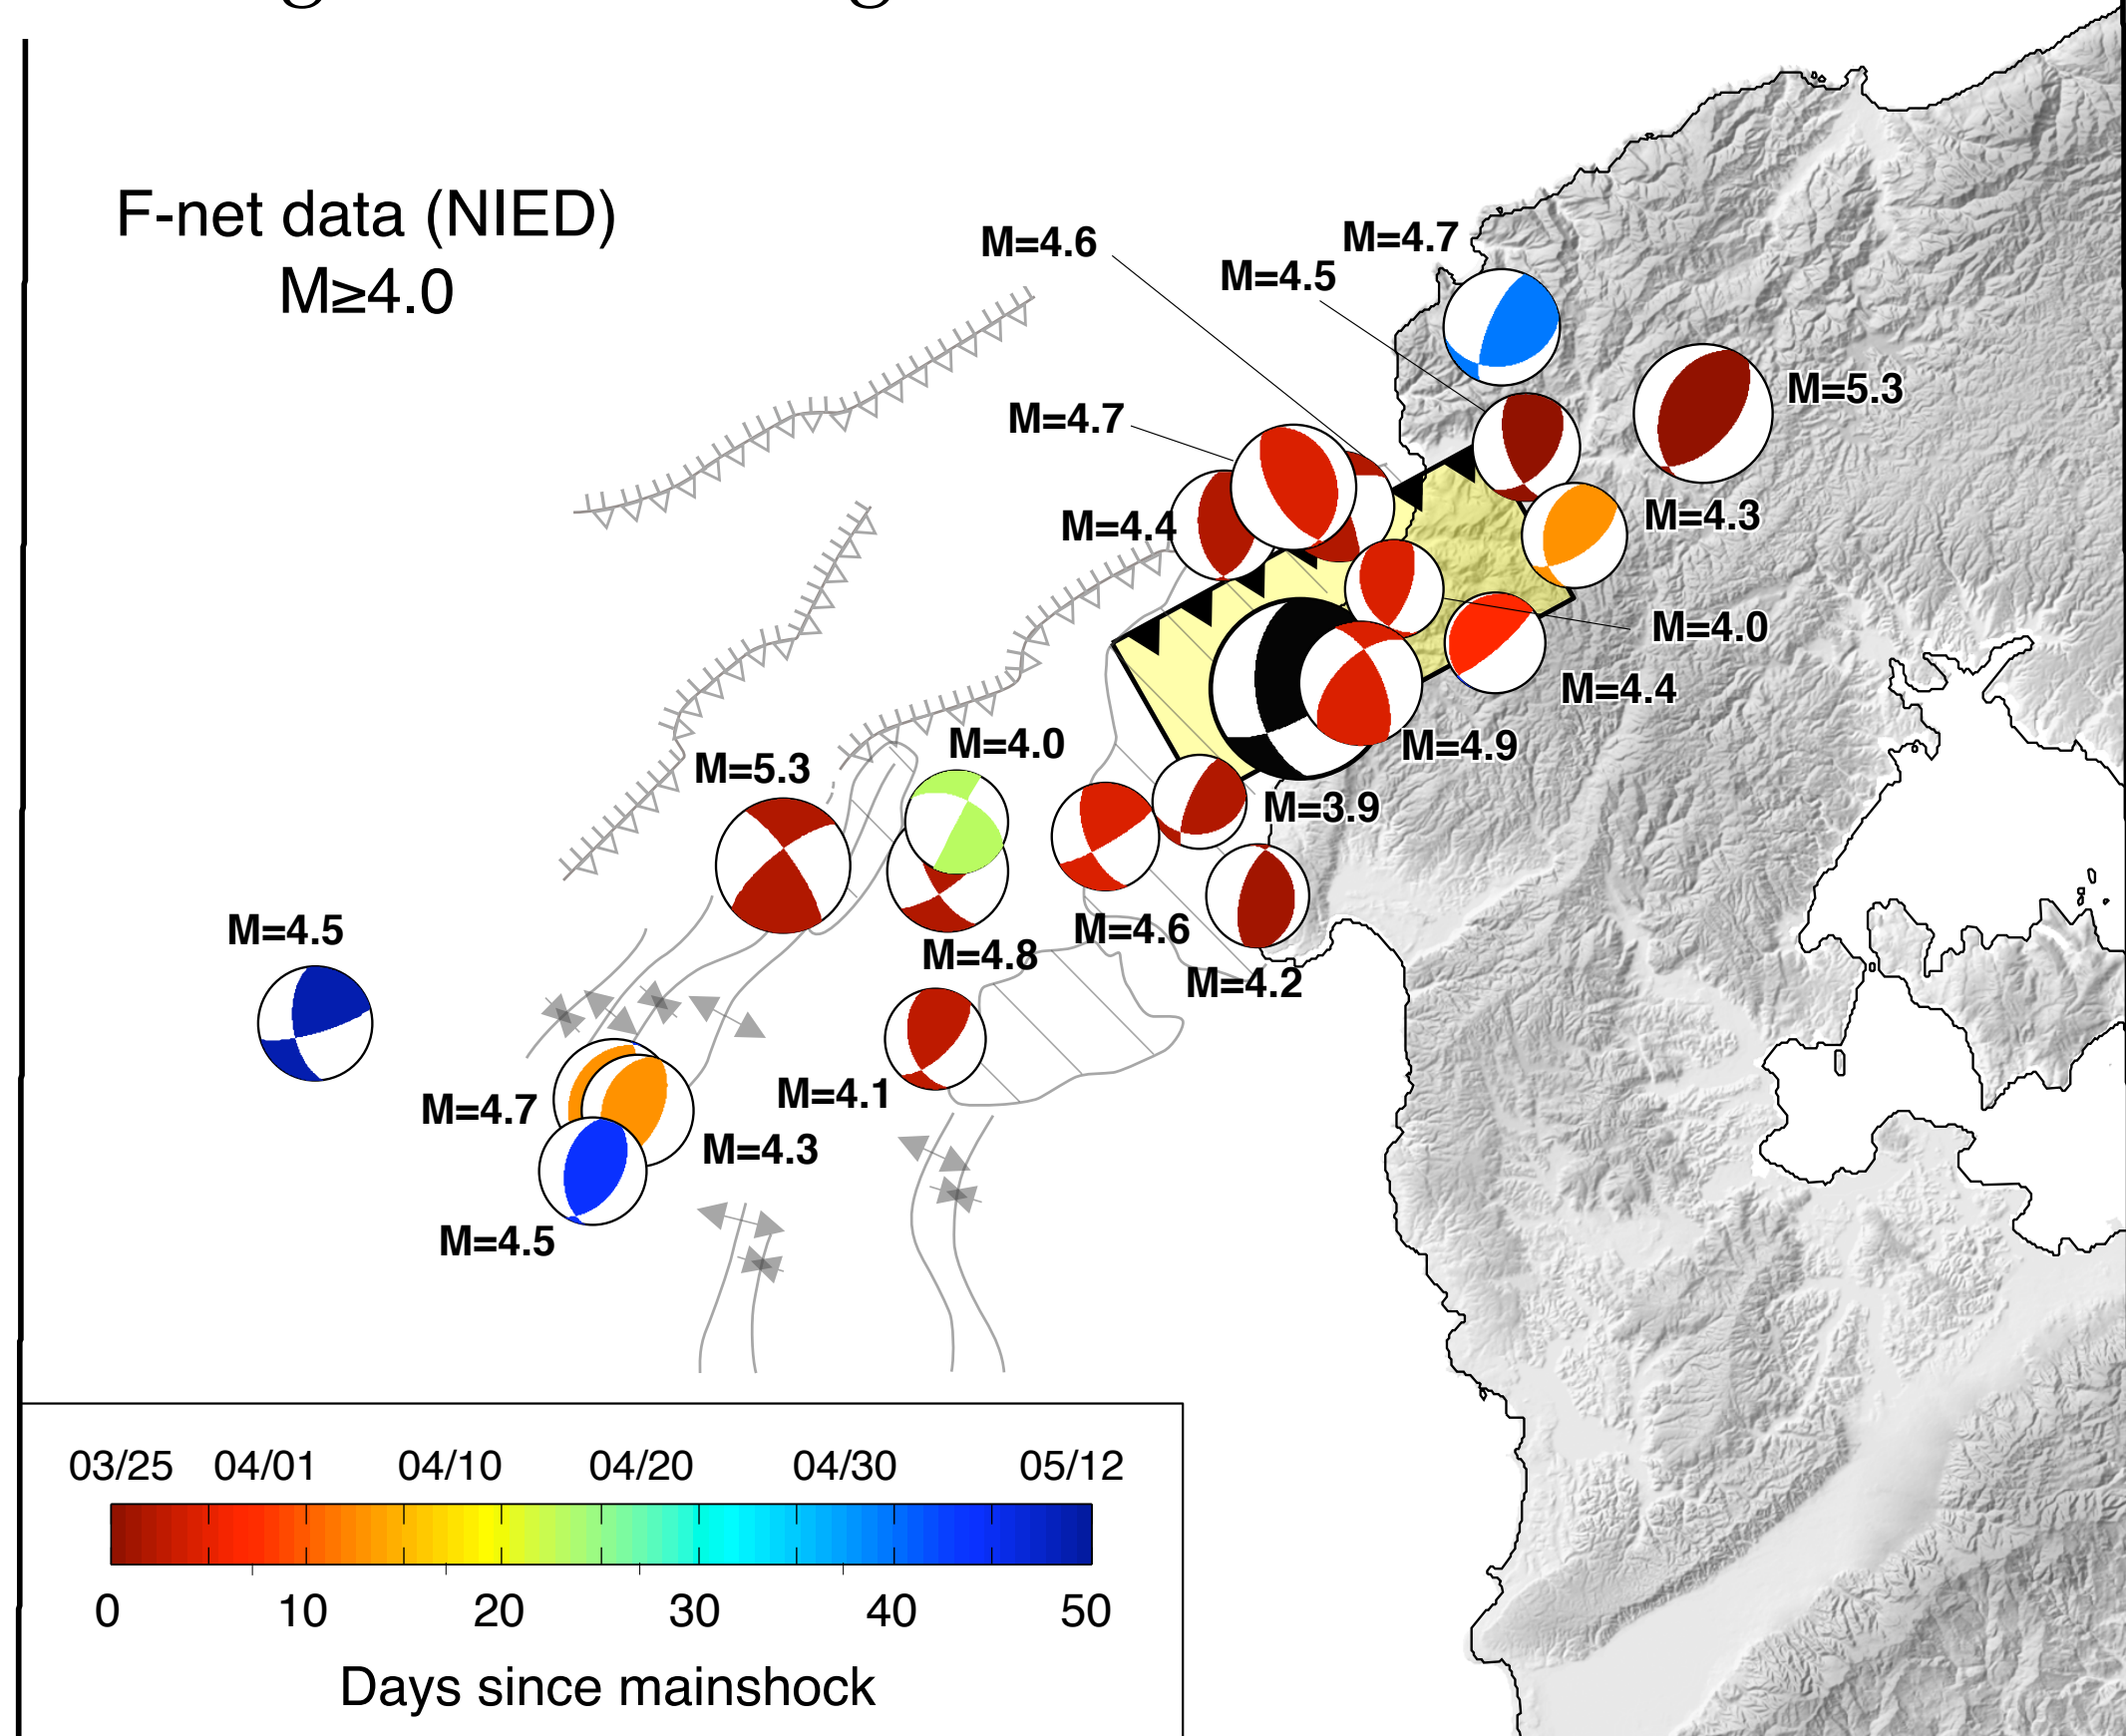 F-net data (NIED)
M≥4.0
M=4.6
M=4.7
M=4.5
M=5.3
M=4.7
M=4.3
M=4.4
M=4.0
M=4.4
M=4.9
M=4.0
M=5.3
M=3.9
M=4.5
M=4.6
M=4.8
M=4.2
M=4.1
M=4.7
M=4.3
M=4.5
03/25 04/01 04/10 04/20 04/30 05/12
0 10 20 30 40 50
Days since mainshock